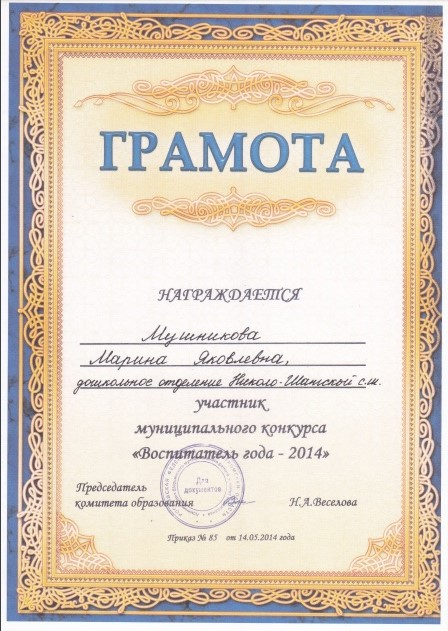 ГРАМОТА
НАГРАЖДАЕТСЯ
Мушникова
Марина Яковлевна,
дошкольное отделение Николо-Шангской с.ш.
участник
муниципального конкурса
«Воспитатель года - 2014»
Председатель
комитета образования
Н.А.Веселова
Для
документов
Приказ № 85 от 14.05.2014 года